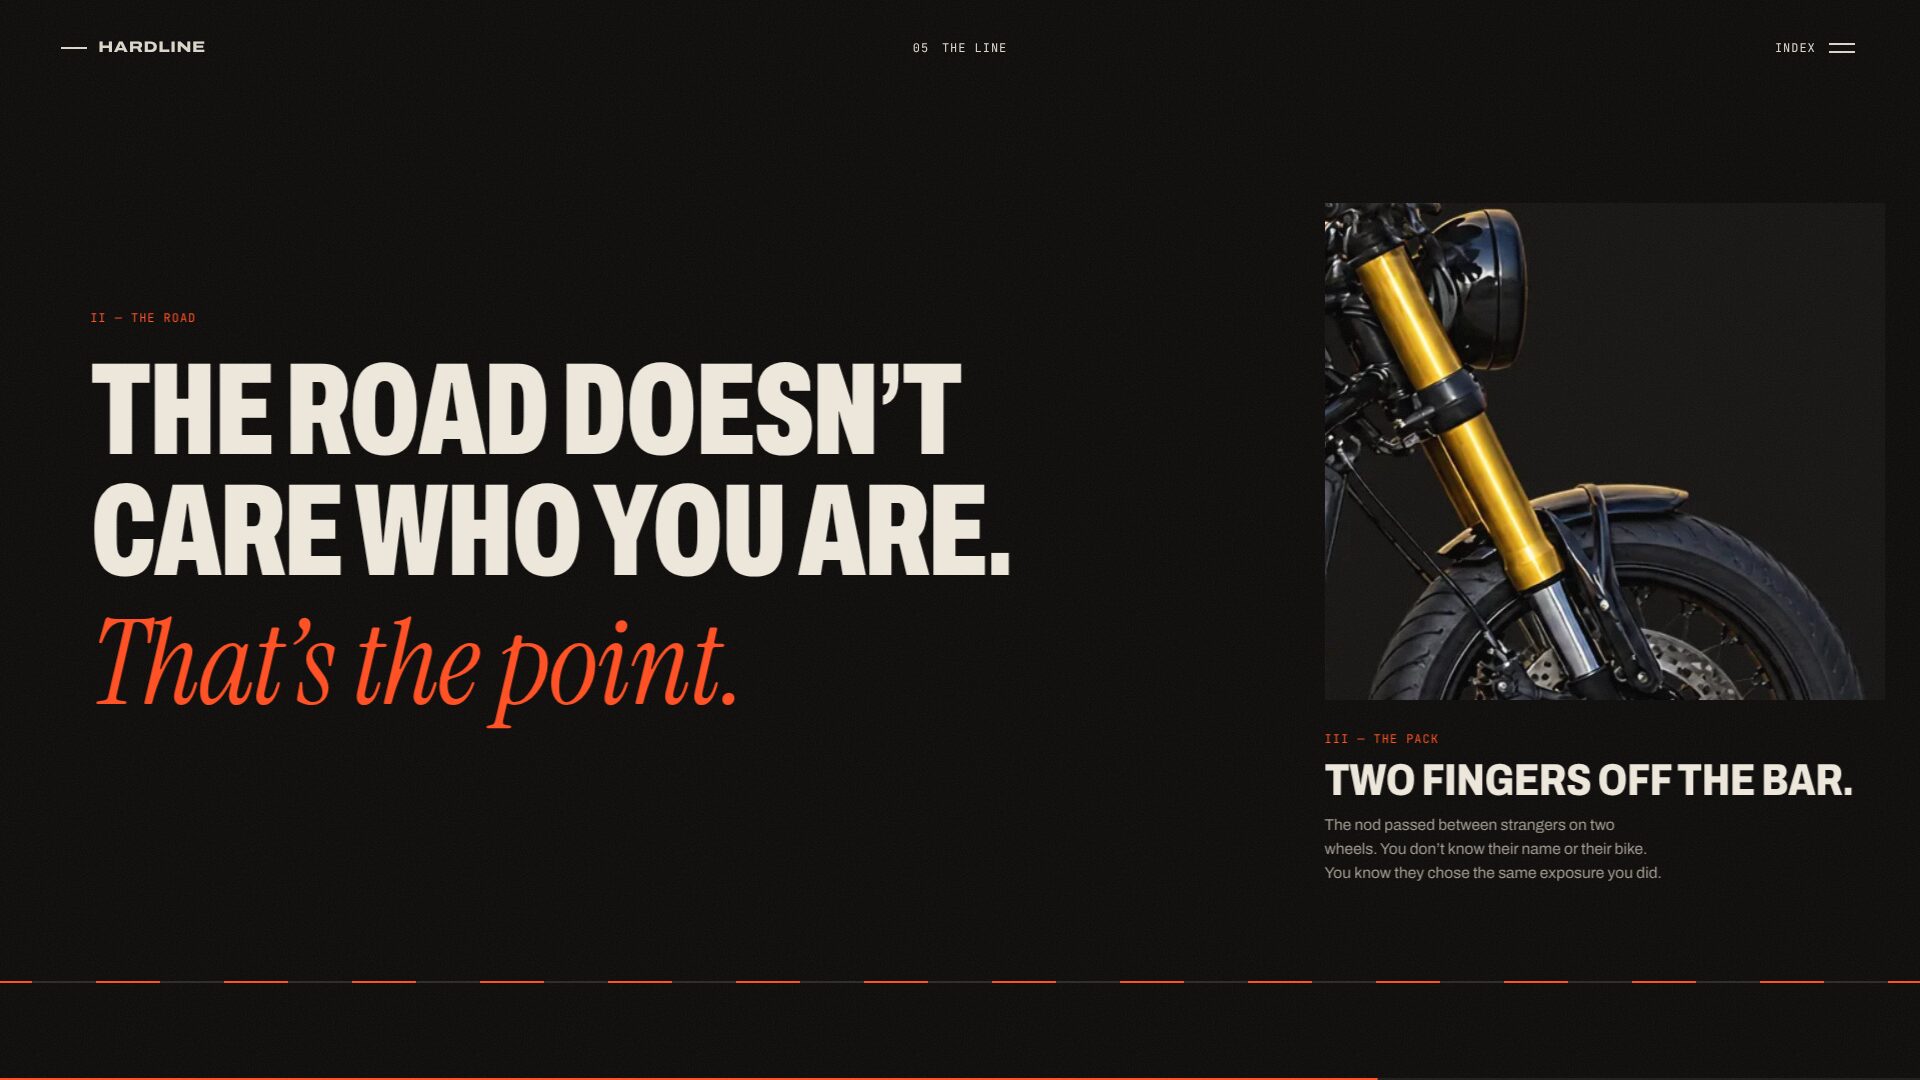 HARDLINE
05 THE LINE
INDEX
II — THE ROAD
THE ROAD DOESN’T
CARE WHO YOU ARE.
That’s the point.
III — THE PACK
TWO FINGERS OFF THE BAR.
The nod passed between strangers on two
wheels. You don’t know their name or their bike.
You know they chose the same exposure you did.